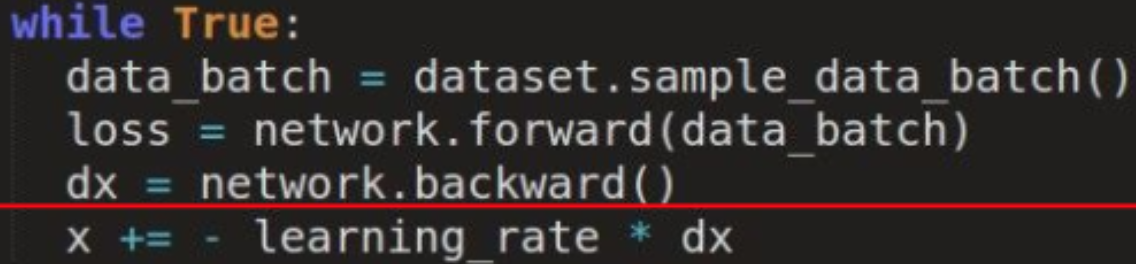 while True:
  data_batch = dataset.sample_data_batch()
  loss = network.forward(data_batch)
  dx = network.backward()
  x += - learning_rate * dx